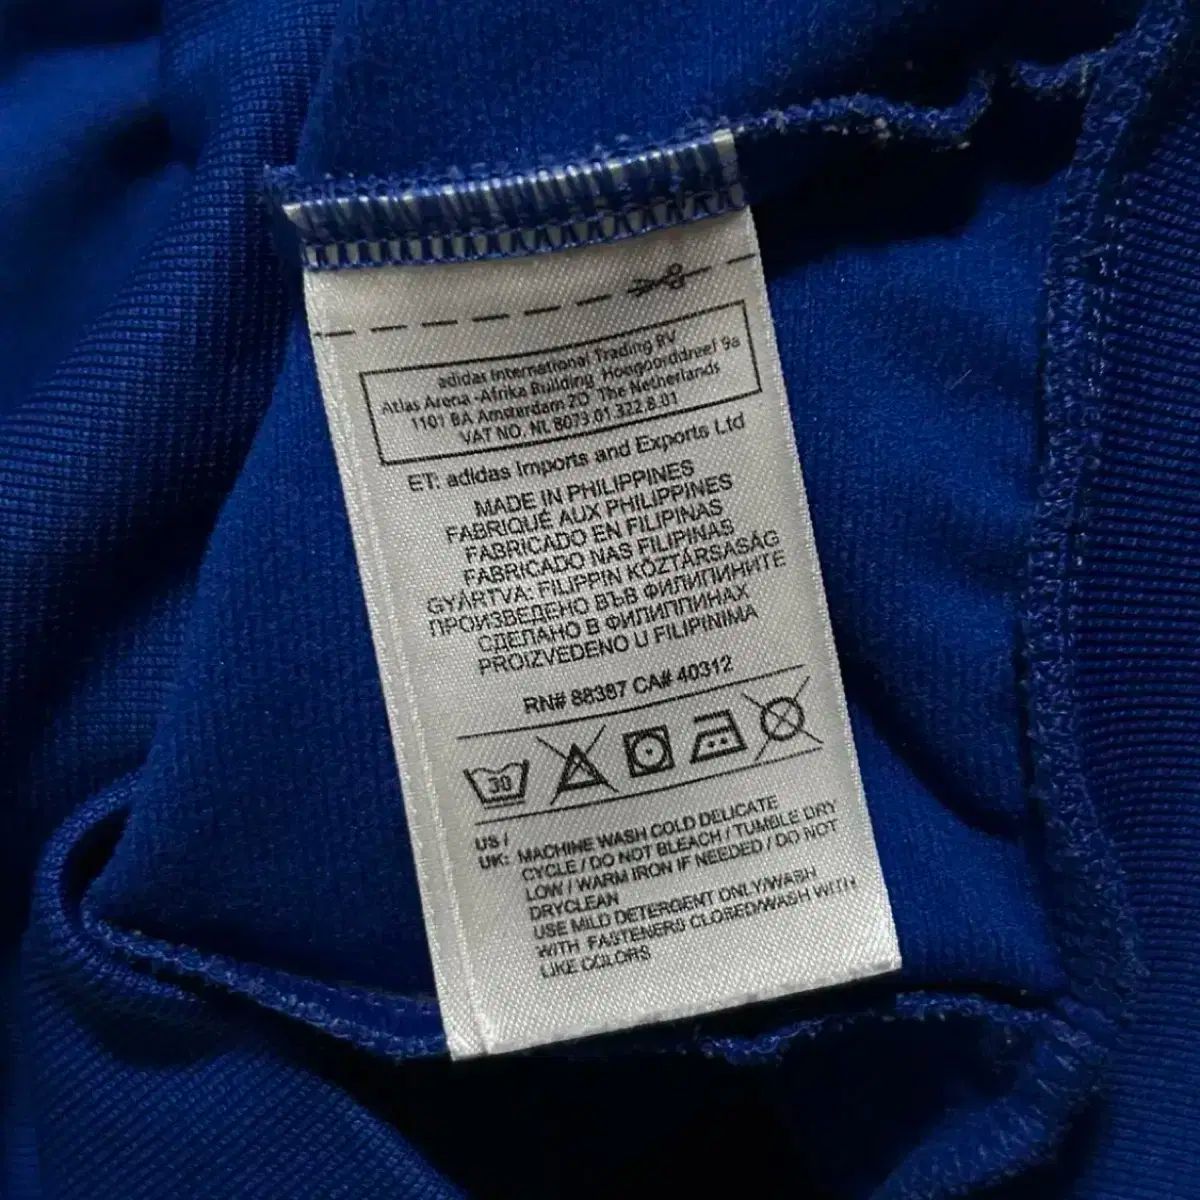 adidas International Trading BV
Atlas Arena -Afrika Building Hoogoorddreef 9a
1101 BA Amsterdam ZO The Netherlands
VAT NO. NL 8073.01.322.B.01
ET: adidas Imports and Exports Ltd
MADE IN PHILIPPINES
FABRIQUÉ AUX PHILIPPINES
FABRICADO EN FILIPINAS
FABRICADO NAS FILIPINAS
GYÁRTVA: FILIPPIN KÖZTÁRSASÁG
ПРОИЗВЕДЕНО ВЪВ ФИЛИПИНИТЕ
СДЕЛАНО В ФИЛИППИНАХ
PROIZVEDENO U FILIPINIMA
RN# 88387 CA# 40312
30
US /
UK: MACHINE WASH COLD DELICATE
CYCLE / DO NOT BLEACH / TUMBLE DRY
LOW / WARM IRON IF NEEDED / DO NOT
DRYCLEAN
USE MILD DETERGENT ONLY/WASH
WITH FASTENERS CLOSED/WASH WITH
LIKE COLORS